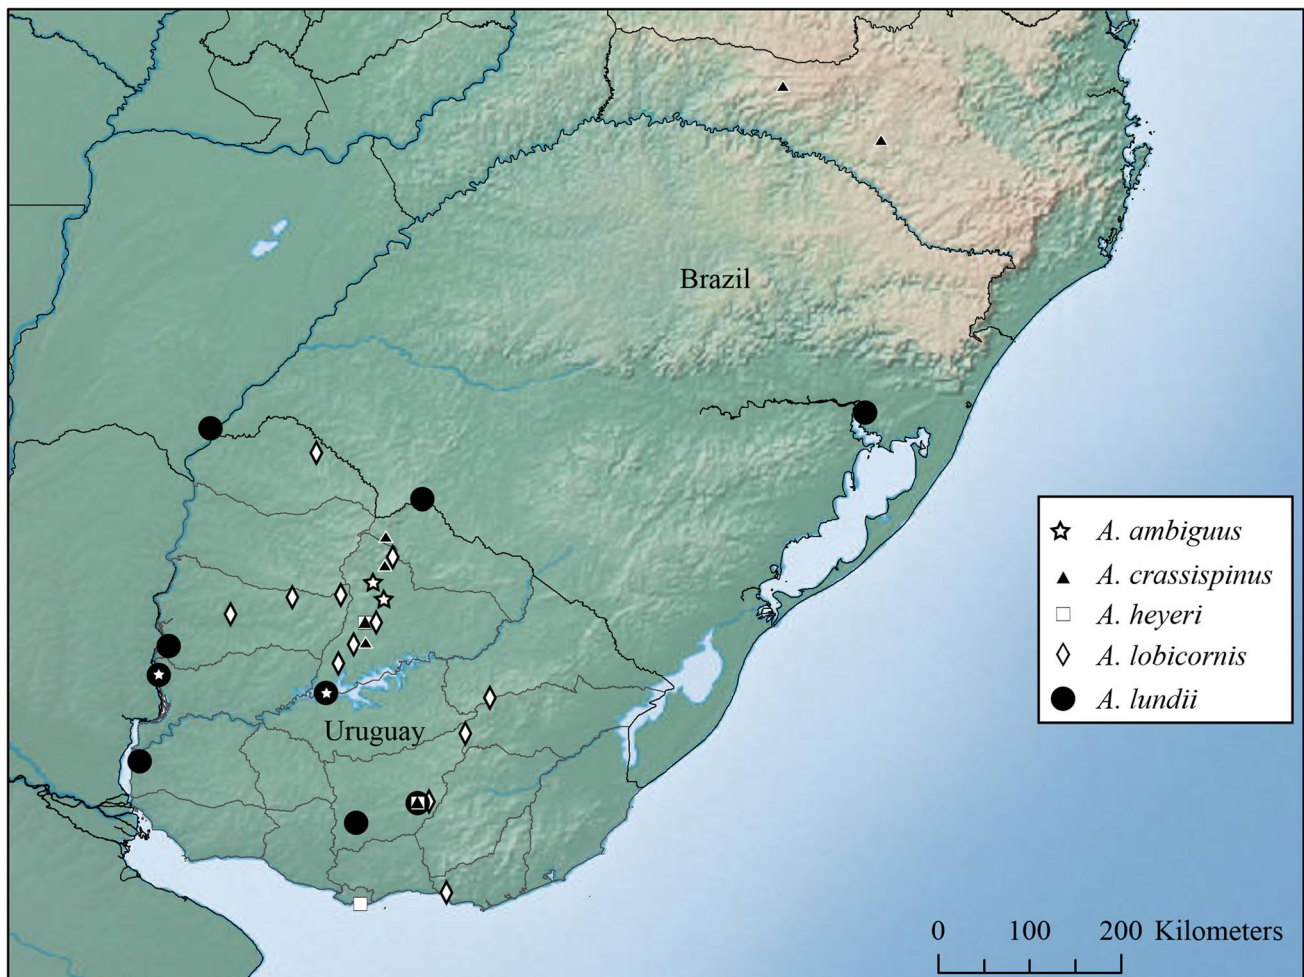 Brazil
A. ambiguus
A. crassispinus
A. heyeri
A. lobicornis
A. lundii
Uruguay
0 100 200 Kilometers